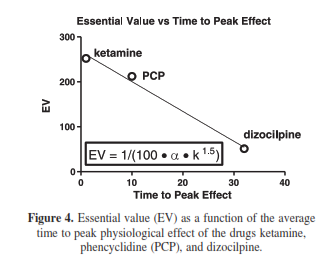 Essential Value vs Time to Peak Effect
300
ketamine
200
PCP
EV
100
dizocilpine
EV = 1/(100 • α • k 1.5)
0
0 10 20 30 40
Time to Peak Effect
Figure 4. Essential value (EV) as a function of the average
time to peak physiological effect of the drugs ketamine,
phencyclidine (PCP), and dizocilpine.